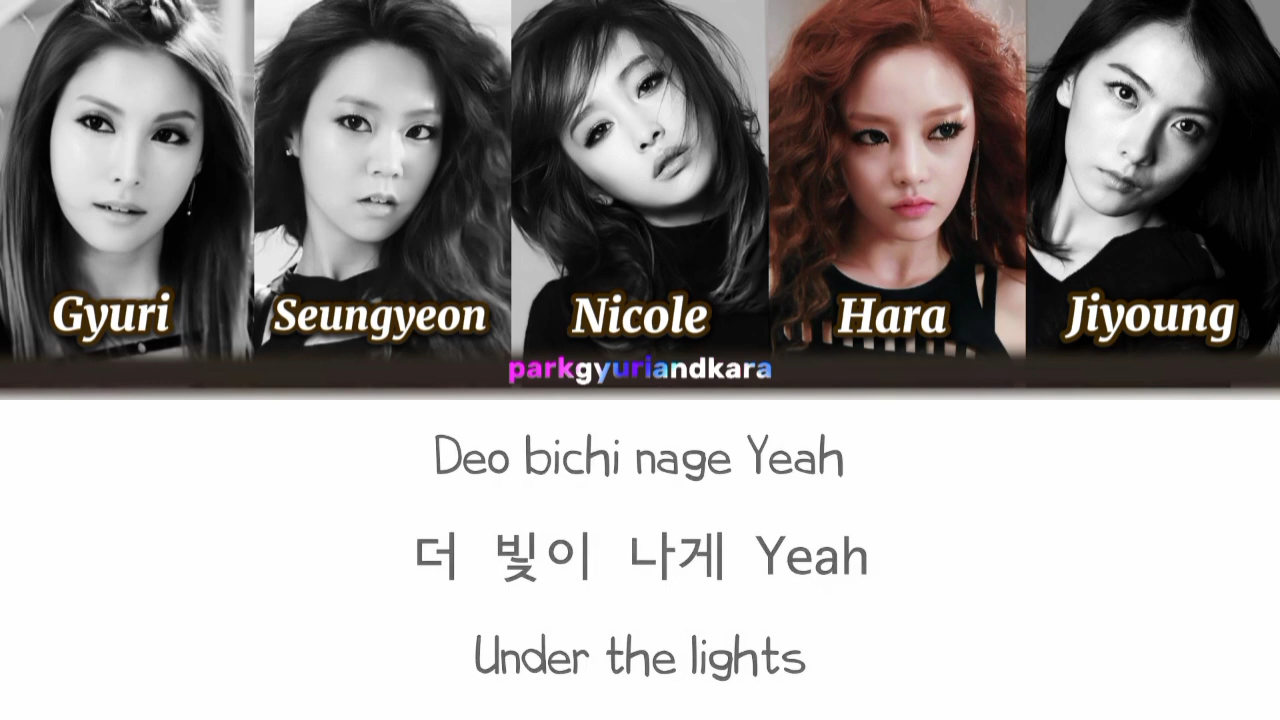 Gyuri Seungyeon Nicole Hara Jiyoung
parkgyuriandkara
Deo bichi nage Yeah
더 빛이 나게 Yeah
Under the lights